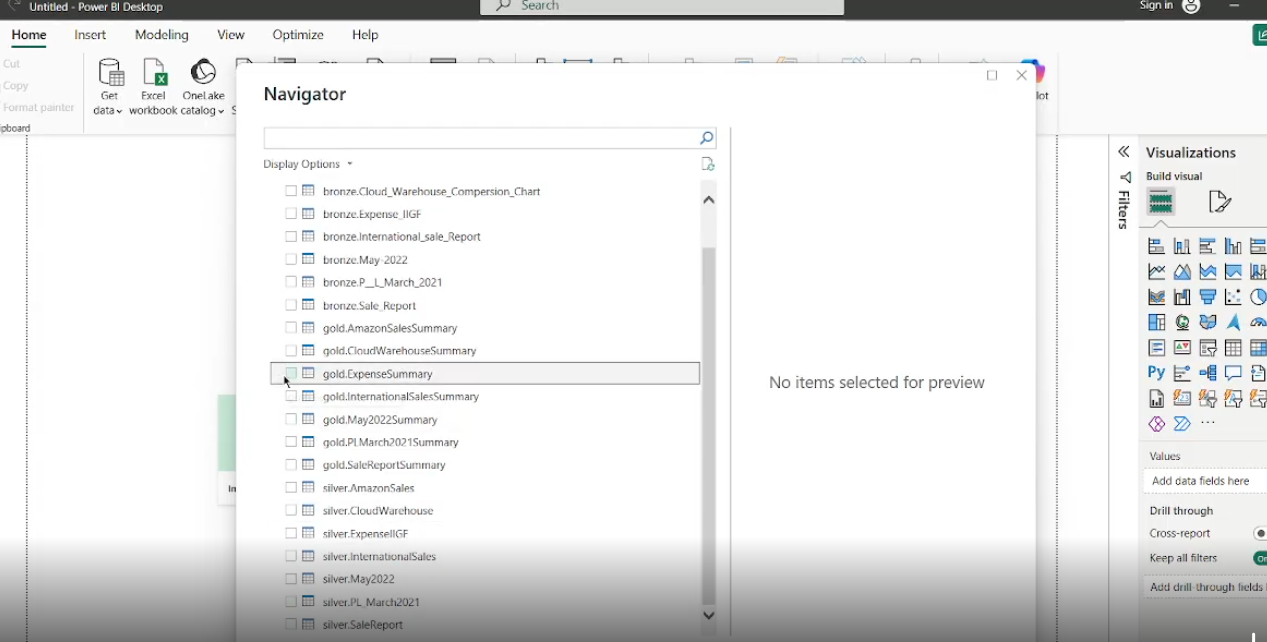 Untitled - Power BI Desktop
Search
Sign in
Home
Insert
Modeling
View
Optimize
Help
Cut
Copy
Format painter
ipboard
Get
data
Excel
workbook
OneLake
catalog
lot
Navigator
Display Options
bronze.Cloud_Warehouse_Compersion_Chart
bronze.Expense_IIGF
bronze.International_sale_Report
bronze.May-2022
bronze.P__L_March_2021
bronze.Sale_Report
gold.AmazonSalesSummary
gold.CloudWarehouseSummary
gold.ExpenseSummary
gold.InternationalSalesSummary
gold.May2022Summary
gold.PLMarch2021Summary
gold.SaleReportSummary
silver.AmazonSales
silver.CloudWarehouse
silver.ExpenseIIGF
silver.InternationalSales
silver.May2022
silver.PL_March2021
silver.SaleReport
No items selected for preview
Filters
Visualizations
Build visual
Py
Values
Add data fields here
Drill through
Cross-report
Keep all filters
On
Add drill-through fields